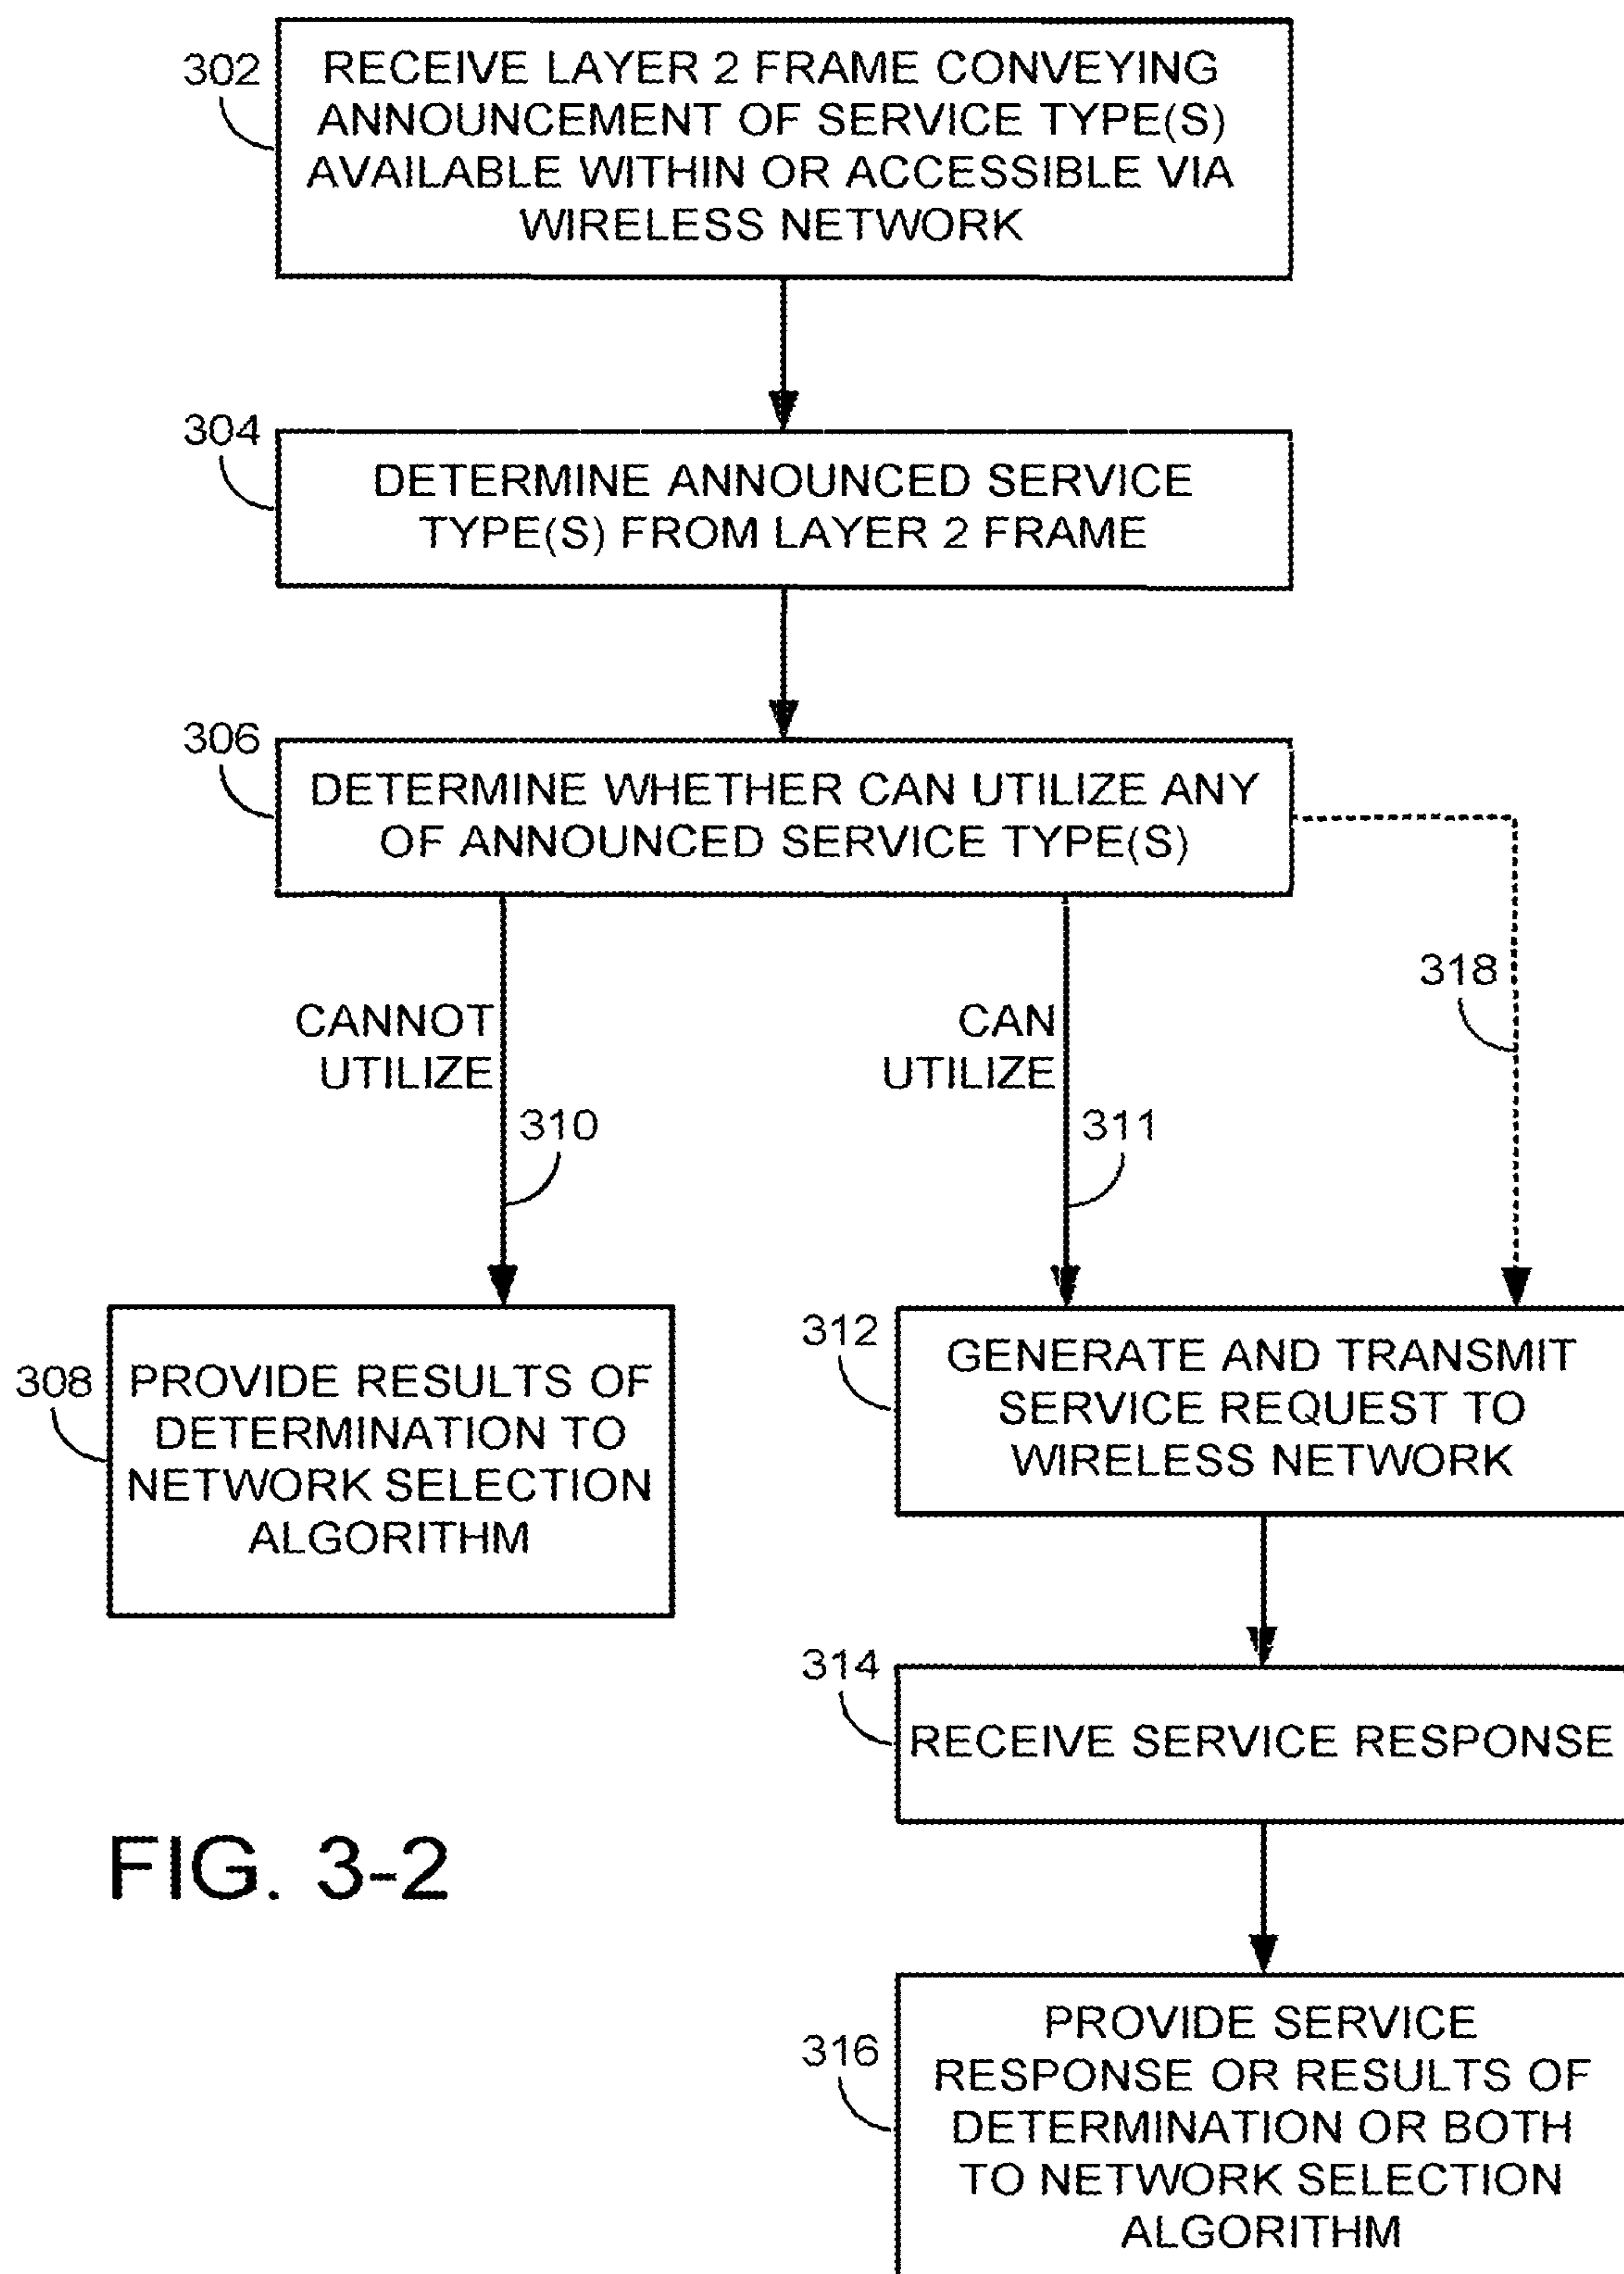 302
RECEIVE LAYER 2 FRAME CONVEYING
ANNOUNCEMENT OF SERVICE TYPE(S)
AVAILABLE WITHIN OR ACCESSIBLE VIA
WIRELESS NETWORK
304
DETERMINE ANNOUNCED SERVICE
TYPE(S) FROM LAYER 2 FRAME
306
DETERMINE WHETHER CAN UTILIZE ANY
OF ANNOUNCED SERVICE TYPE(S)
CANNOT
UTILIZE
310
CAN
UTILIZE
311
318
308
PROVIDE RESULTS OF
DETERMINATION TO
NETWORK SELECTION
ALGORITHM
312
GENERATE AND TRANSMIT
SERVICE REQUEST TO
WIRELESS NETWORK
314
RECEIVE SERVICE RESPONSE
316
PROVIDE SERVICE
RESPONSE OR RESULTS OF
DETERMINATION OR BOTH
TO NETWORK SELECTION
ALGORITHM
FIG. 3-2